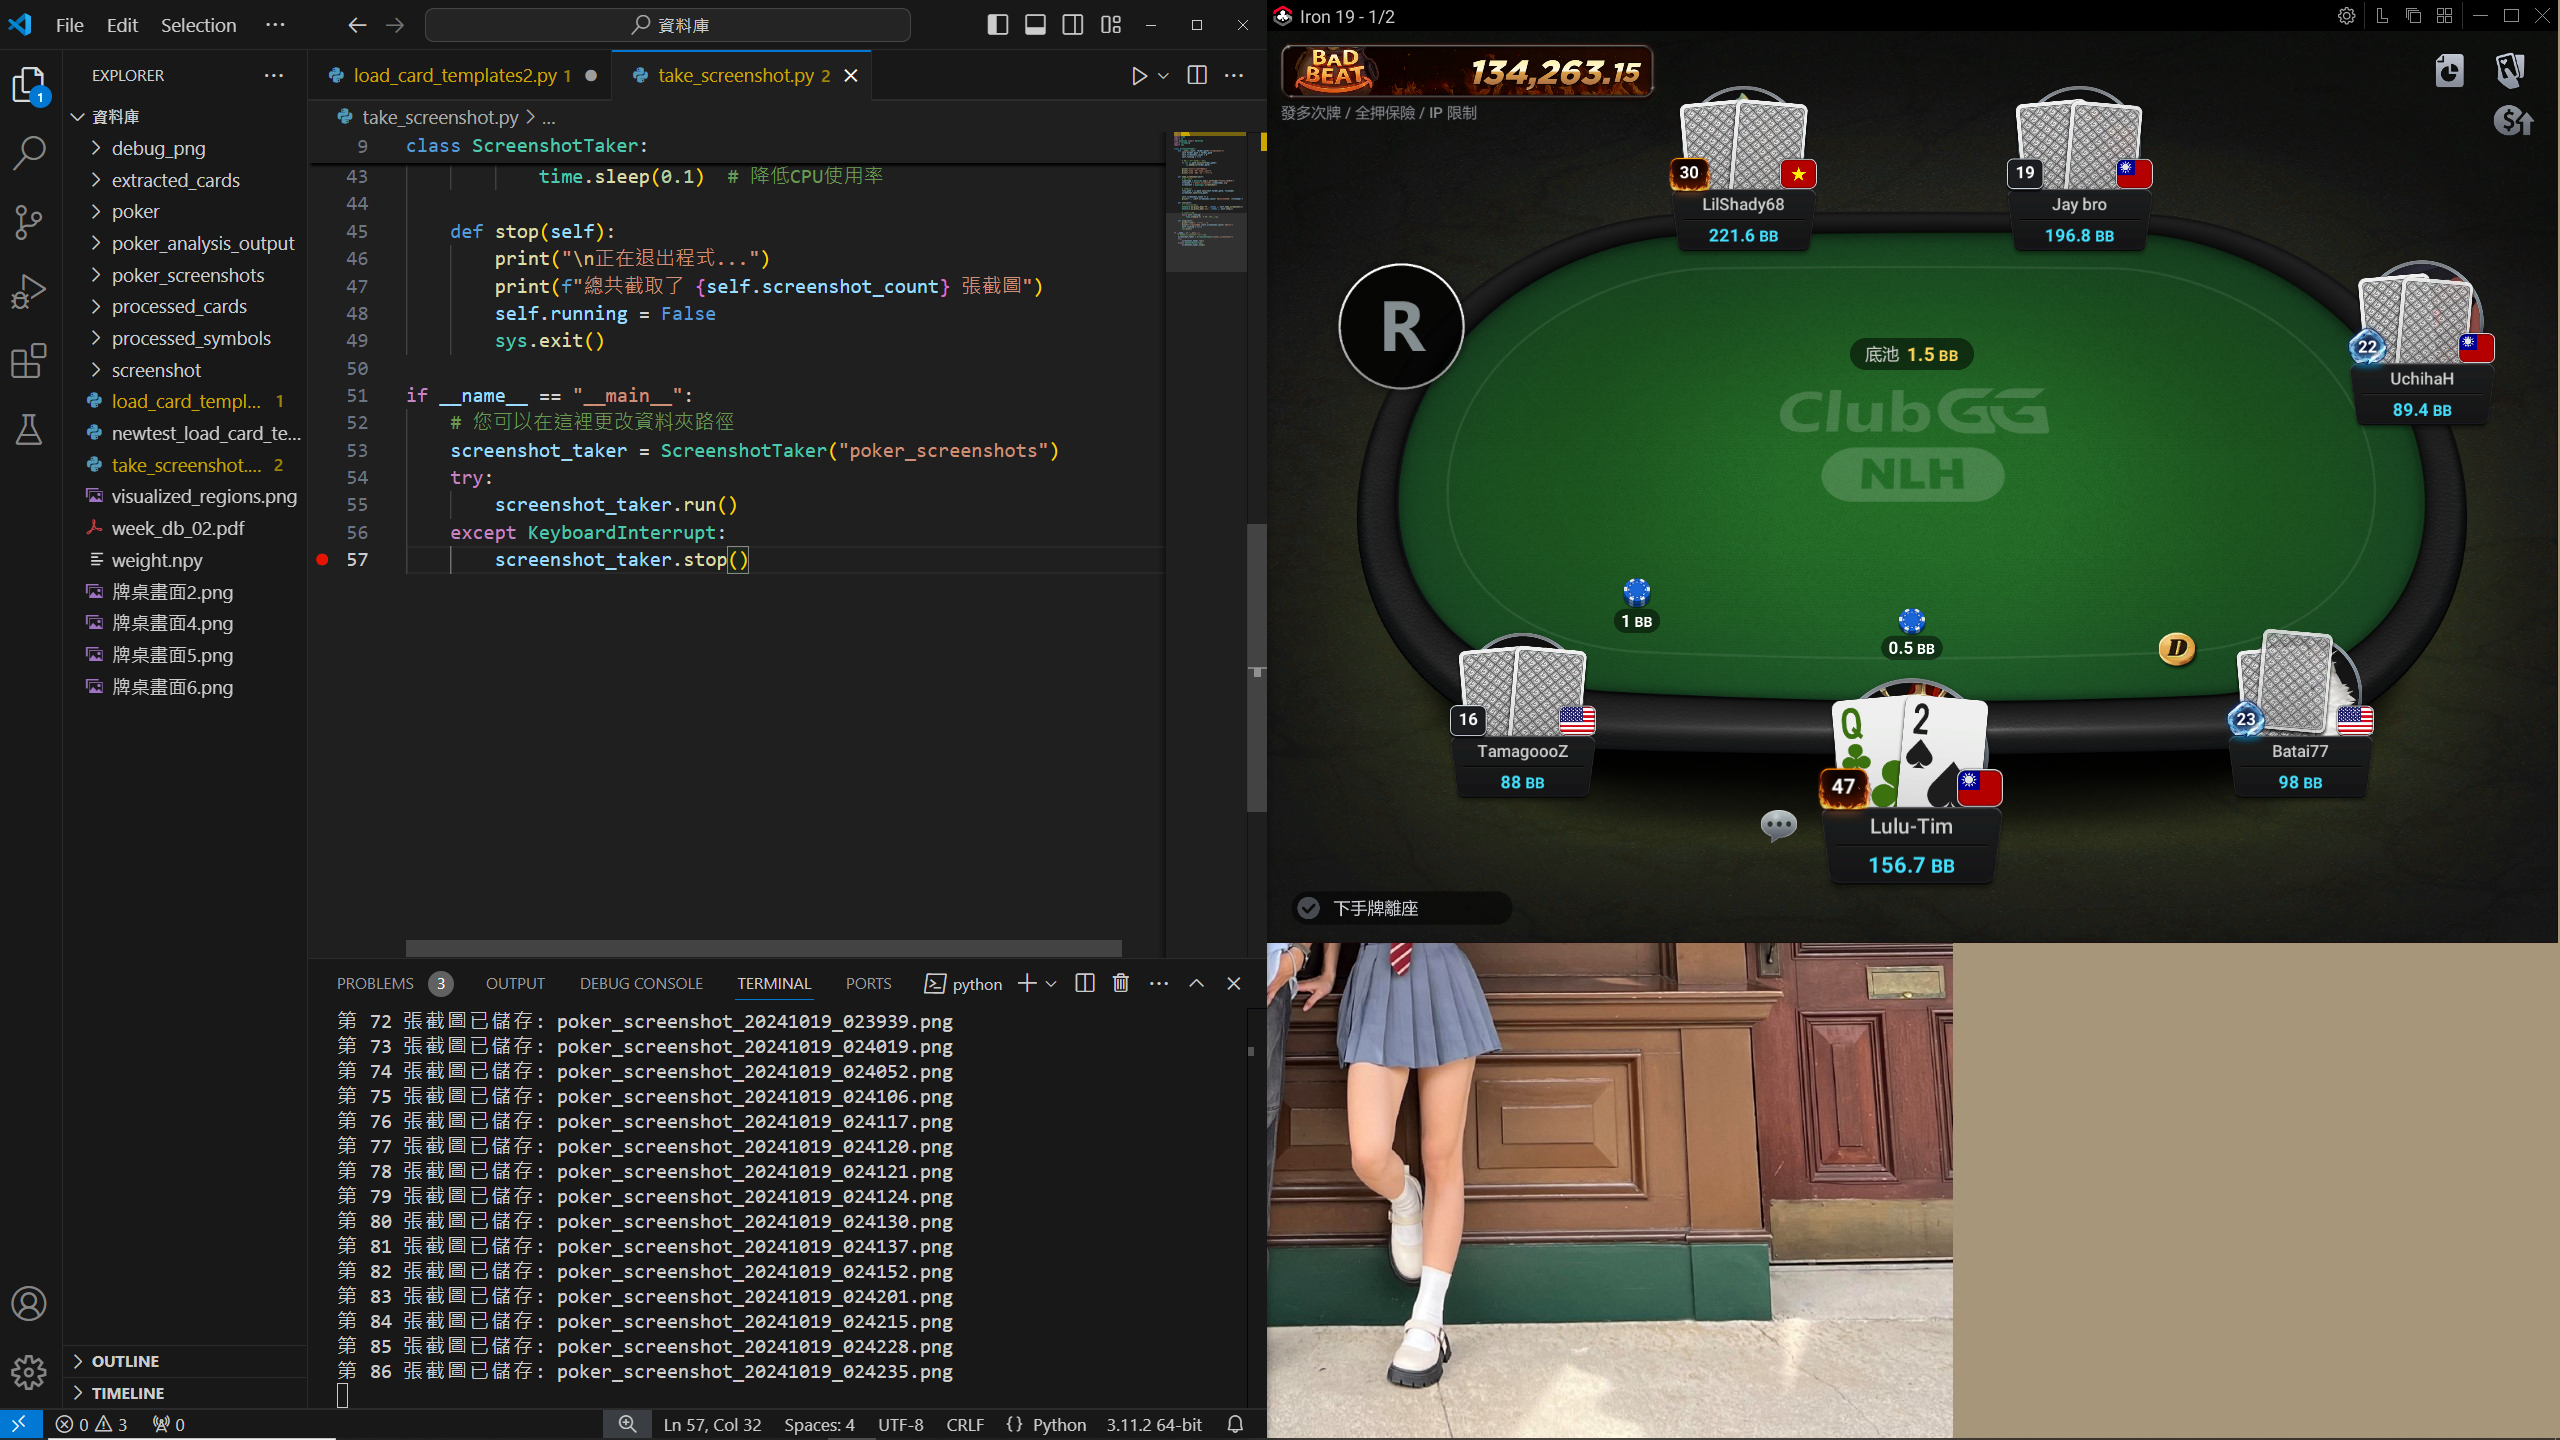 File Edit Selection ···
資料庫
EXPLORER ···
1
資料庫
debug_png
extracted_cards
poker
poker_analysis_output
poker_screenshots
processed_cards
processed_symbols
screenshot
load_card_templ... 1
newtest_load_card_te...
take_screenshot.... 2
visualized_regions.png
week_db_02.pdf
weight.npy
牌桌畫面2.png
牌桌畫面4.png
牌桌畫面5.png
牌桌畫面6.png
OUTLINE
TIMELINE
load_card_templates2.py 1
take_screenshot.py 2
take_screenshot.py > ...
9 class ScreenshotTaker:
43 time.sleep(0.1) # 降低CPU使用率
44
45 def stop(self):
46 print("\n正在退出程式...")
47 print(f"總共截取了 {self.screenshot_count} 張截圖")
48 self.running = False
49 sys.exit()
50
51 if __name__ == "__main__":
52 # 您可以在這裡更改資料夾路徑
53 screenshot_taker = ScreenshotTaker("poker_screenshots")
54 try:
55 screenshot_taker.run()
56 except KeyboardInterrupt:
57 screenshot_taker.stop()
PROBLEMS 3 OUTPUT DEBUG CONSOLE TERMINAL PORTS python
第 72 張截圖已儲存: poker_screenshot_20241019_023939.png
第 73 張截圖已儲存: poker_screenshot_20241019_024019.png
第 74 張截圖已儲存: poker_screenshot_20241019_024052.png
第 75 張截圖已儲存: poker_screenshot_20241019_024106.png
第 76 張截圖已儲存: poker_screenshot_20241019_024117.png
第 77 張截圖已儲存: poker_screenshot_20241019_024120.png
第 78 張截圖已儲存: poker_screenshot_20241019_024121.png
第 79 張截圖已儲存: poker_screenshot_20241019_024124.png
第 80 張截圖已儲存: poker_screenshot_20241019_024130.png
第 81 張截圖已儲存: poker_screenshot_20241019_024137.png
第 82 張截圖已儲存: poker_screenshot_20241019_024152.png
第 83 張截圖已儲存: poker_screenshot_20241019_024201.png
第 84 張截圖已儲存: poker_screenshot_20241019_024215.png
第 85 張截圖已儲存: poker_screenshot_20241019_024228.png
第 86 張截圖已儲存: poker_screenshot_20241019_024235.png
0 3 0
Ln 57, Col 32 Spaces: 4 UTF-8 CRLF {} Python 3.11.2 64-bit
Iron 19 - 1/2
BAD BEAT 134,263.15
發多次牌 / 全押保險 / IP 限制
30
LilShady68
221.6 BB
19
Jay bro
196.8 BB
R
22
UchihaH
89.4 BB
底池 1.5 BB
ClubGG
NLH
1 BB
0.5 BB
D
16
TamagoooZ
88 BB
Q 2
47
Lulu-Tim
156.7 BB
23
Batai77
98 BB
下手牌離座